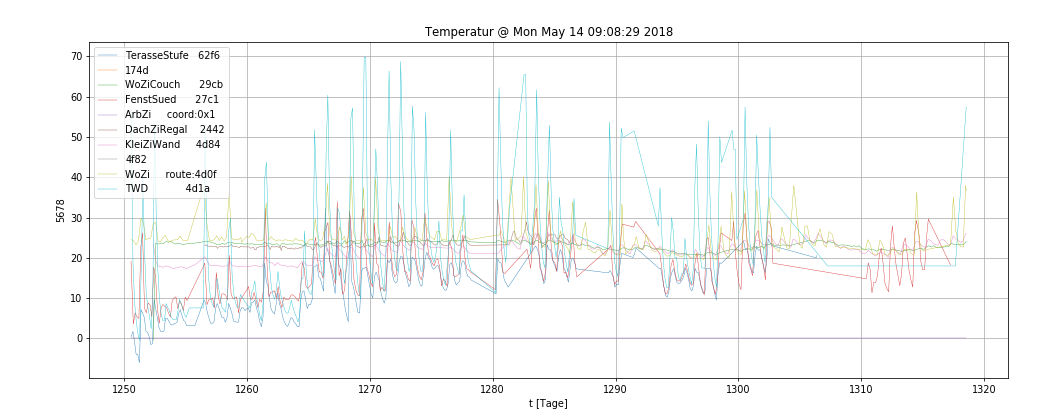 Temperatur @ Mon May 14 09:08:29 2018
70
60
50
40
30
20
10
0
5678
TerasseStufe 62f6
174d
WoZiCouch 29cb
FenstSued 27c1
ArbZi coord:0x1
DachZiRegal 2442
KleiZiWand 4d84
4f82
WoZi route:4d0f
TWD 4d1a
1250 1260 1270 1280 1290 1300 1310 1320
t [Tage]